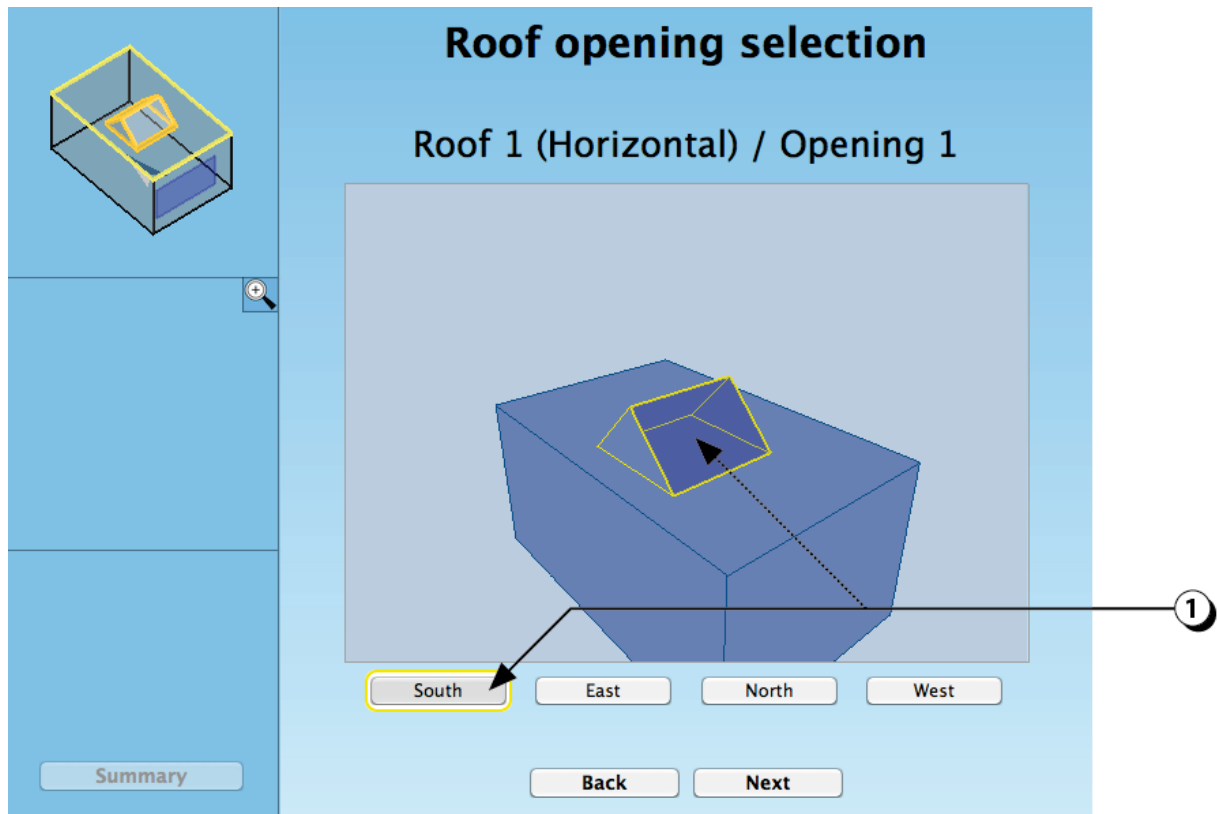 Roof opening selection
Roof 1 (Horizontal) / Opening 1
1
South East North West
Summary
Back Next